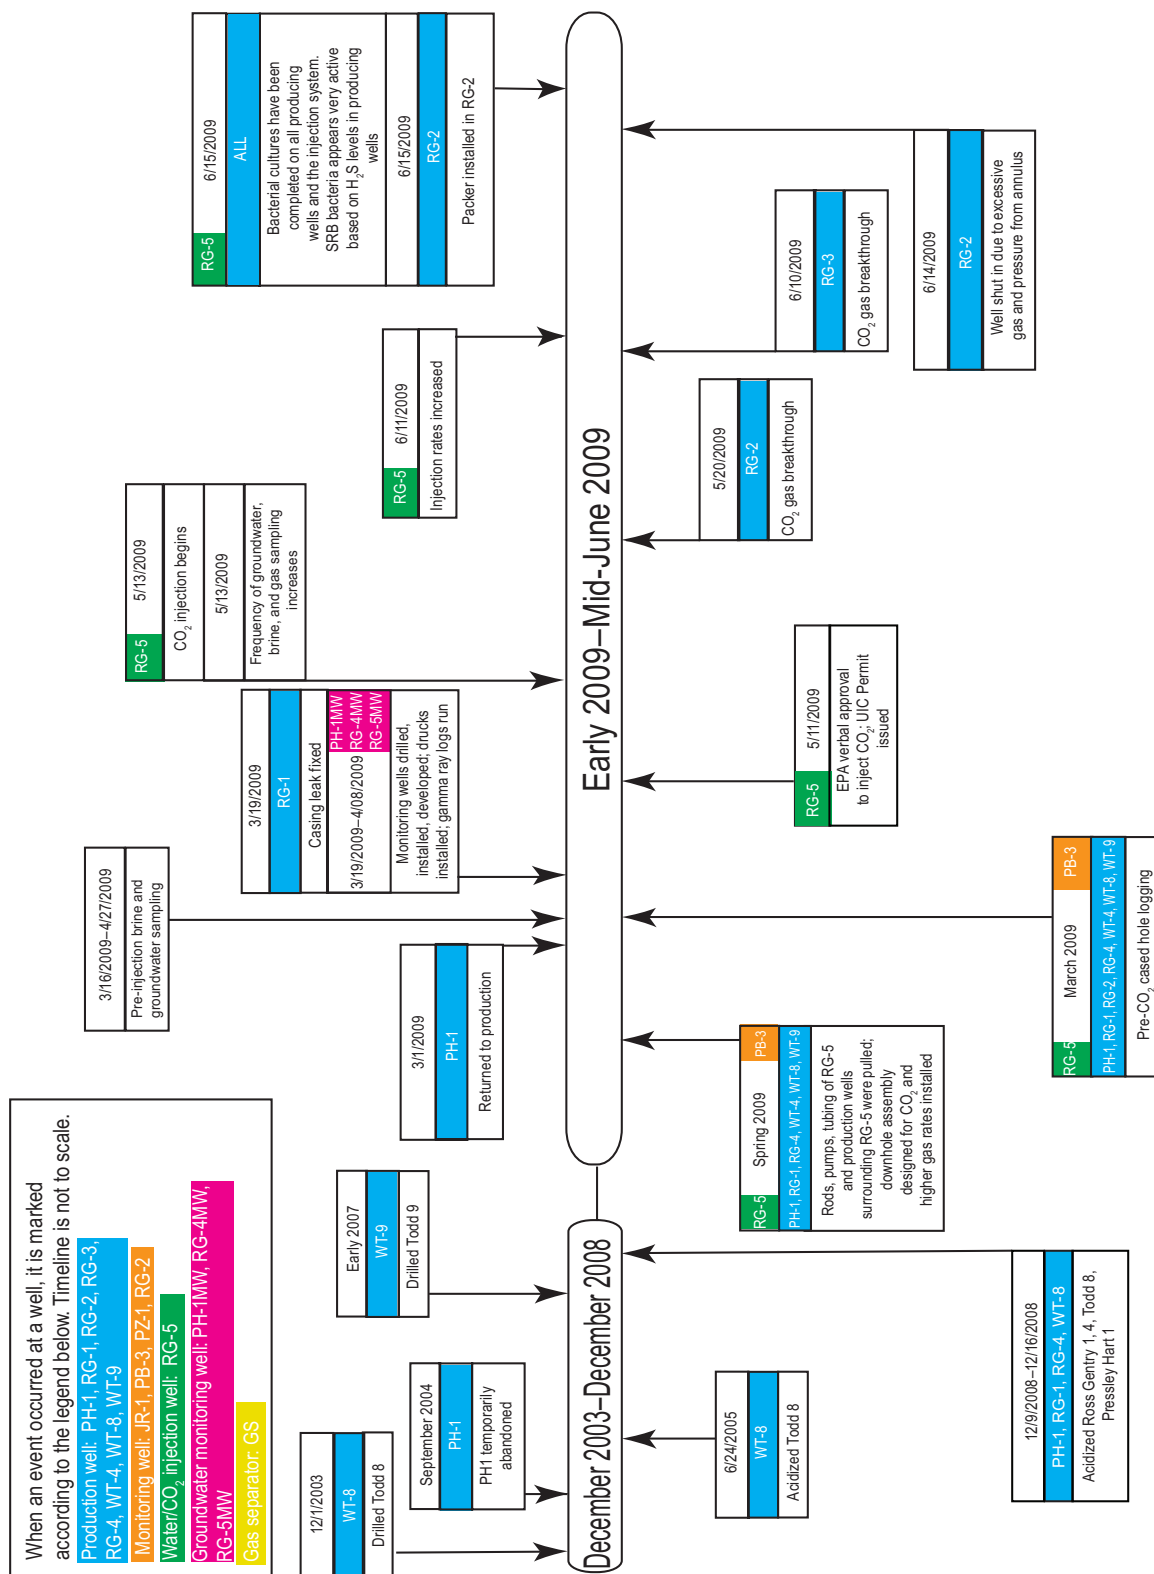 When an event occurred at a well, it is marked
according to the legend below. Timeline is not to scale.
Production well: PH-1, RG-1, RG-2, RG-3,
RG-4, WT-4, WT-8, WT-9
Monitoring well: JR-1, PB-3, PZ-1, RG-2
Water/CO₂ injection well: RG-5
Groundwater monitoring well: PH-1MW, RG-4MW,
RG-5MW
Gas separator: GS
12/1/2003
WT-8
Drilled Todd 8
September 2004
PH-1
PH1 temporarily
abandoned
Early 2007
WT-9
Drilled Todd 9
3/1/2009
PH-1
Returned to production
3/16/2009–4/27/2009
Pre-injection brine and
groundwater sampling
3/19/2009
RG-1
Casing leak fixed
3/19/2009–4/08/2009
PH-1MW
RG-4MW
RG-5MW
Monitoring wells drilled,
installed, developed; drucks
installed; gamma ray logs run
RG-5
5/13/2009
CO₂ injection begins
5/13/2009
Frequency of groundwater,
brine, and gas sampling
increases
RG-5
6/11/2009
Injection rates increased
RG-5
6/15/2009
ALL
Bacterial cultures have been
completed on all producing
wells and the injection system.
SRB bacteria appears very active
based on H₂S levels in producing
wells
6/15/2009
RG-2
Packer installed in RG-2
December 2003–December 2008
Early 2009–Mid-June 2009
6/24/2005
WT-8
Acidized Todd 8
12/9/2008–12/16/2008
PH-1, RG-1, RG-4, WT-8
Acidized Ross Gentry 1, 4, Todd 8,
Pressley Hart 1
RG-5
Spring 2009
PB-3
PH-1, RG-1, RG-4, WT-4, WT-8, WT-9
Rods, pumps, tubing of RG-5
and production wells
surrounding RG-5 were pulled;
downhole assembly
designed for CO₂ and
higher gas rates installed
RG-5
March 2009
PB-3
PH-1, RG-1, RG-2, RG-4, WT-4, WT-8, WT-9
Pre-CO₂ cased hole logging
RG-5
5/11/2009
EPA verbal approval
to inject CO₂; UIC Permit
issued
5/20/2009
RG-2
CO₂ gas breakthrough
6/10/2009
RG-3
CO₂ gas breakthrough
6/14/2009
RG-2
Well shut in due to excessive
gas and pressure from annulus